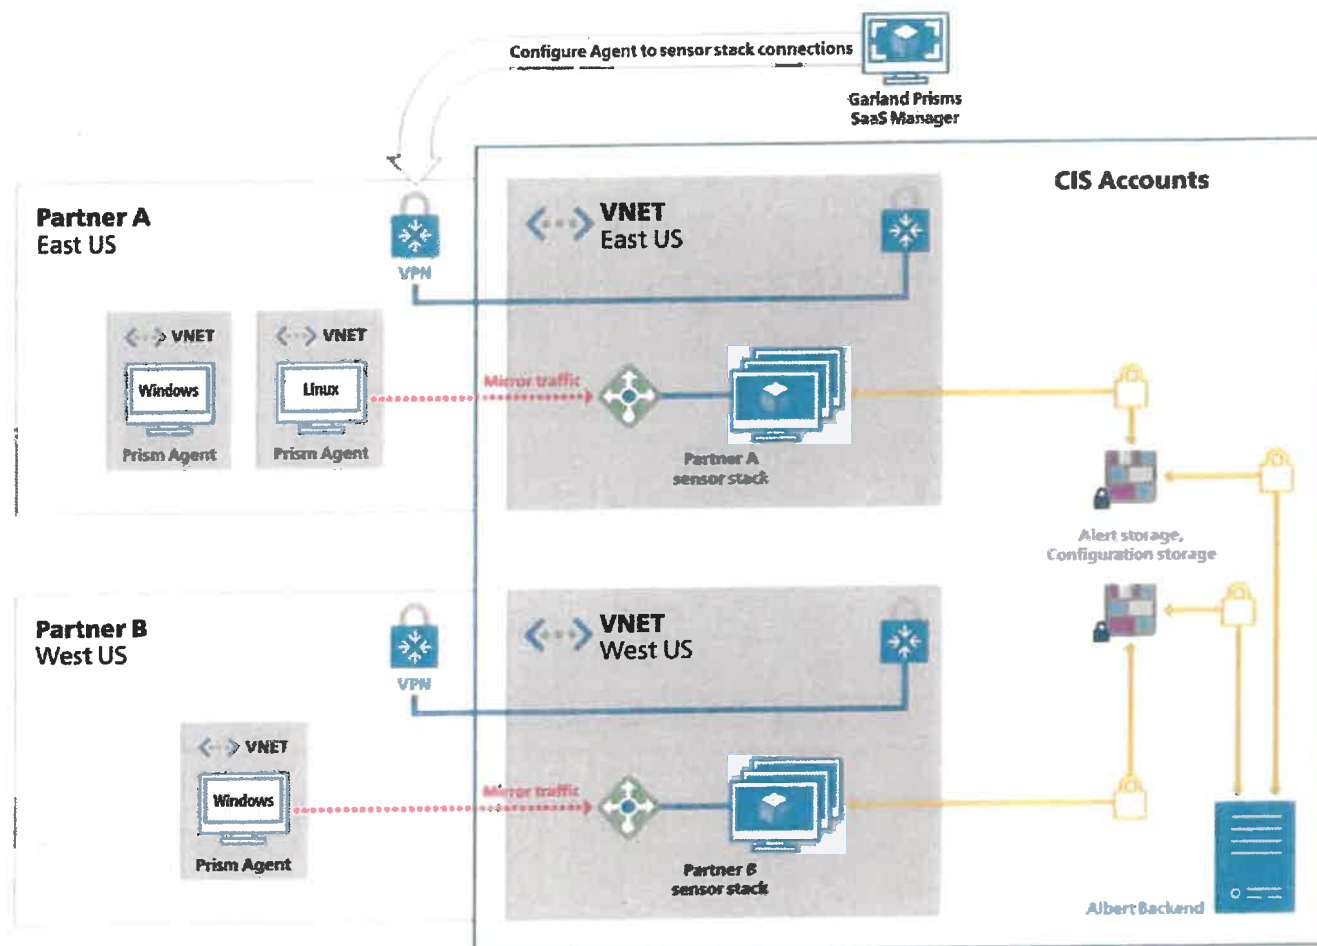 Configure Agent to sensor stack connections
Garland Prisms
SaaS Manager
CIS Accounts
Partner A
East US
VPN
VNET
East US
VNET
Windows
Prism Agent
VNET
Linux
Prism Agent
Mirror traffic
Partner A
sensor stack
Alert storage,
Configuration storage
Partner B
West US
VPN
VNET
West US
VNET
Windows
Prism Agent
Mirror traffic
Partner B
sensor stack
Albert Backend